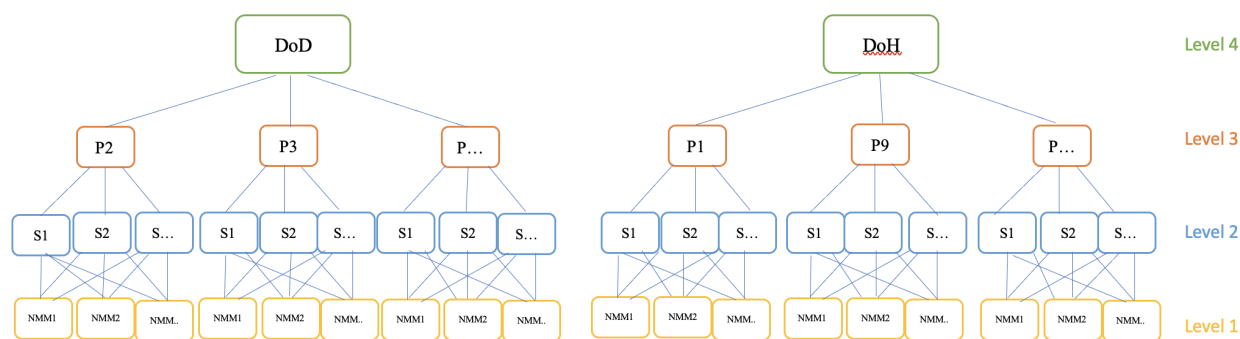 DoD DoH Level 4
P2 P3 P... P1 P9 P... Level 3
S1 S2 S... S1 S2 S... S1 S2 S... S1 S2 S... S1 S2 S... S1 S2 S... Level 2
NMM1 NMM2 NMM.. NMM1 NMM2 NMM.. NMM1 NMM2 NMM.. NMM1 NMM2 NMM.. NMM1 NMM2 NMM.. NMM1 NMM2 NMM.. Level 1